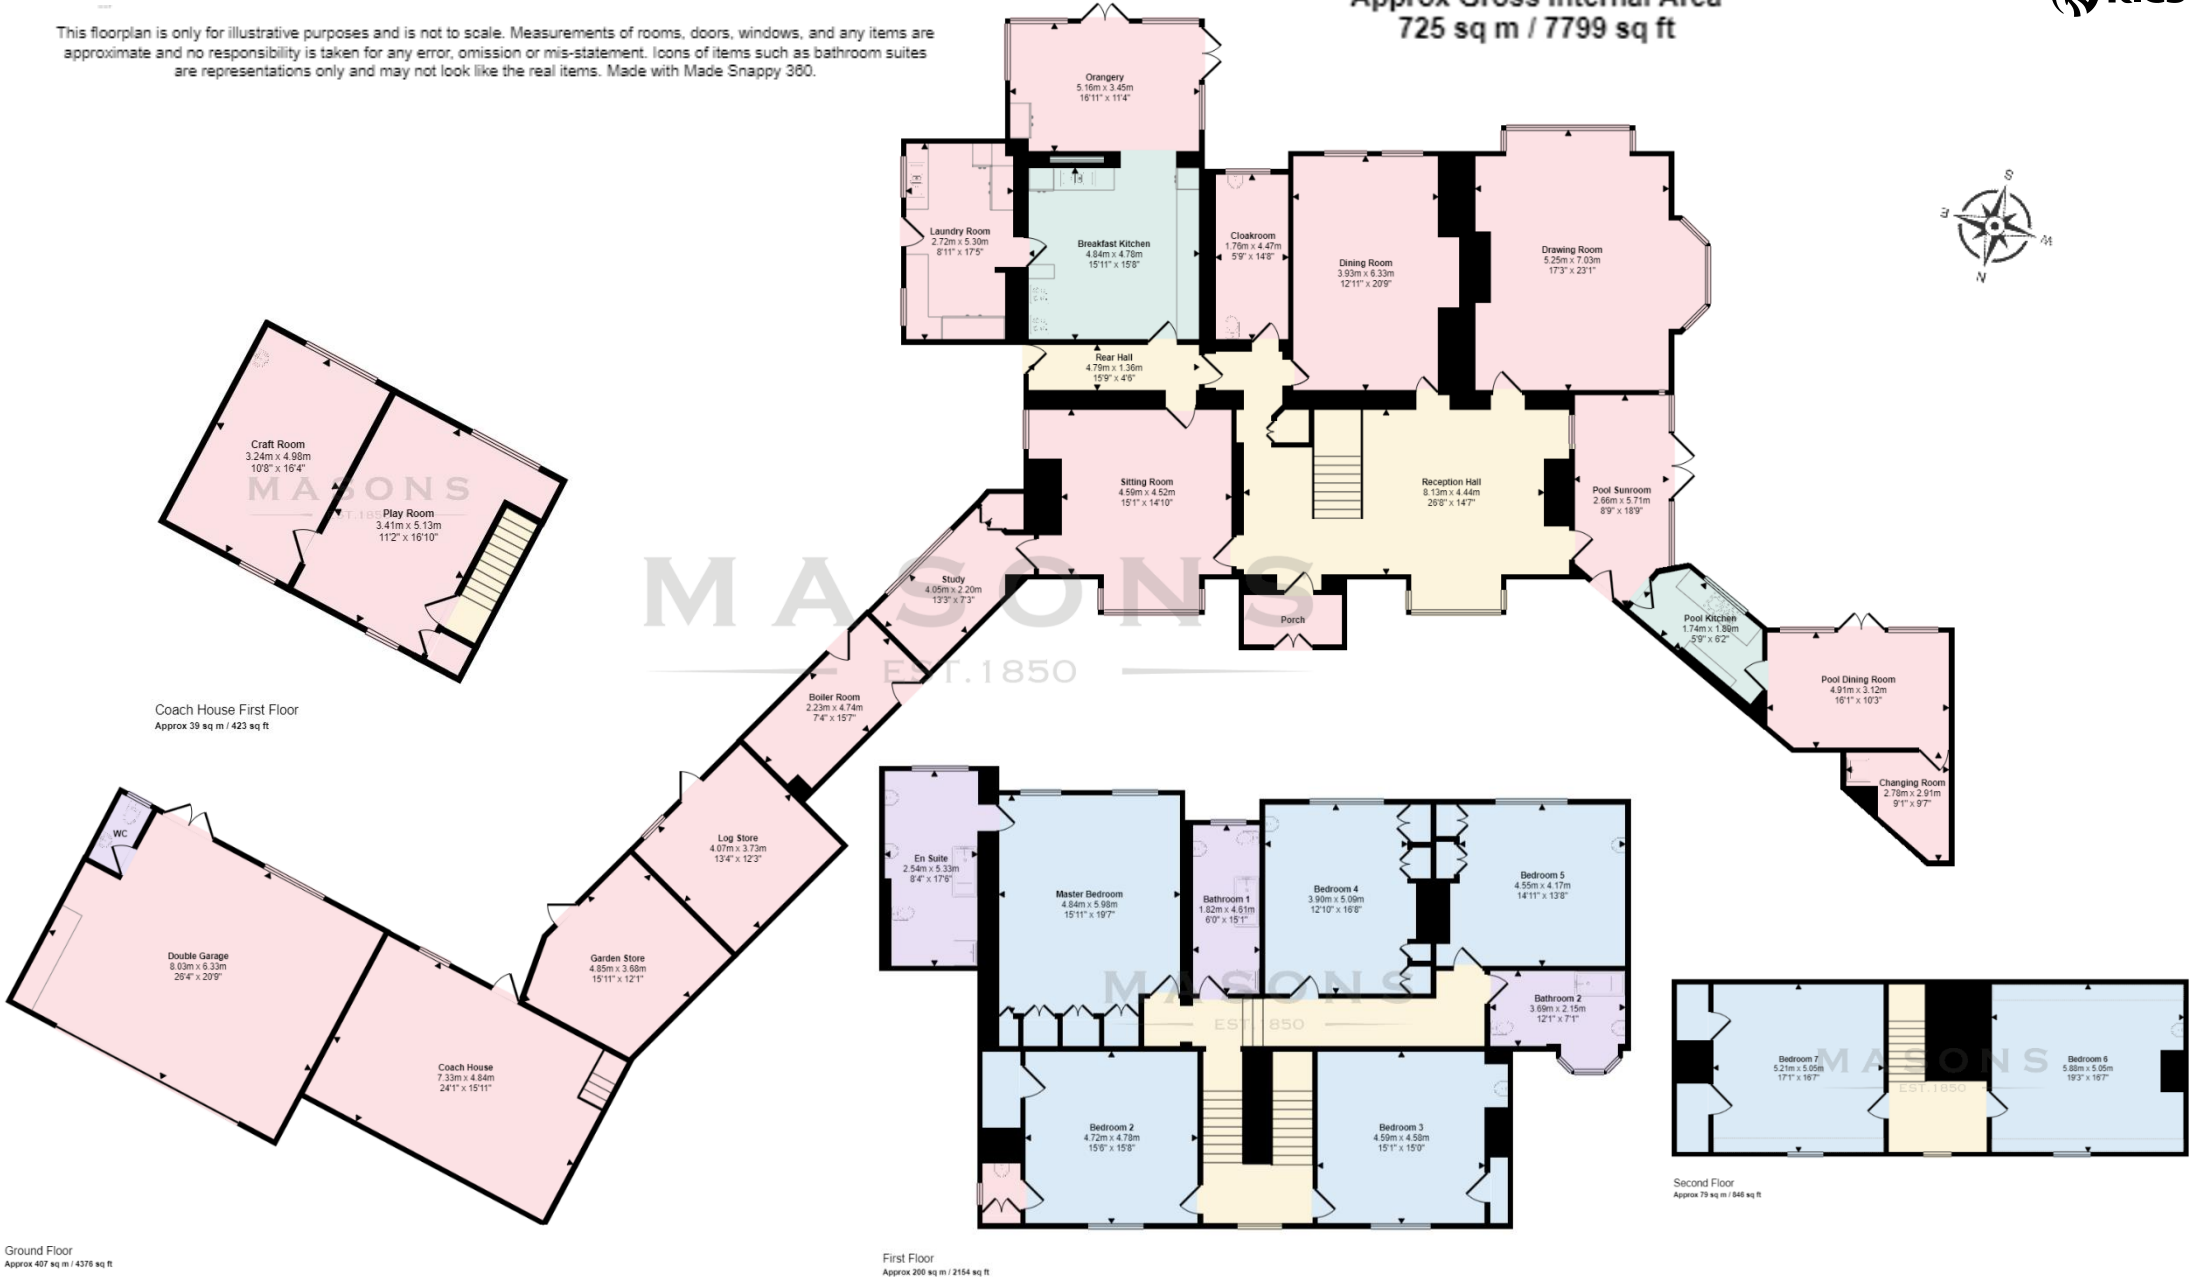 This floorplan is only for illustrative purposes and is not to scale. Measurements of rooms, doors, windows, and any items are
approximate and no responsibility is taken for any error, omission or mis-statement. Icons of items such as bathroom suites
are representations only and may not look like the real items. Made with Made Snappy 360.
Approx Gross Internal Area
725 sq m / 7799 sq ft
RICS
S
E
W
N
Orangery
5.16m x 3.45m
16'11" x 11'4"
Laundry Room
2.72m x 5.30m
8'11" x 17'5"
Breakfast Kitchen
4.84m x 4.78m
15'11" x 15'8"
Cloakroom
1.76m x 4.47m
5'9" x 14'8"
Dining Room
3.93m x 6.33m
12'11" x 20'9"
Drawing Room
5.25m x 7.03m
17'3" x 23'1"
Rear Hall
4.79m x 1.36m
15'9" x 4'6"
Sitting Room
4.59m x 4.52m
15'1" x 14'10"
Reception Hall
8.13m x 4.44m
26'8" x 14'7"
Pool Sunroom
2.66m x 5.71m
8'9" x 18'9"
Study
4.05m x 2.20m
13'3" x 7'3"
Porch
Pool Kitchen
1.74m x 1.89m
5'9" x 6'2"
Pool Dining Room
4.91m x 3.12m
16'1" x 10'3"
Changing Room
2.78m x 2.91m
9'1" x 9'7"
Boiler Room
2.23m x 4.74m
7'4" x 15'7"
Log Store
4.07m x 3.73m
13'4" x 12'3"
Garden Store
4.85m x 3.68m
15'11" x 12'1"
Coach House
7.33m x 4.84m
24'1" x 15'11"
WC
Double Garage
8.03m x 6.33m
26'4" x 20'9"
Ground Floor
Approx 407 sq m / 4376 sq ft
Craft Room
3.24m x 4.98m
10'8" x 16'4"
Play Room
3.41m x 5.13m
11'2" x 16'10"
MASONS
EST.1850
Coach House First Floor
Approx 39 sq m / 423 sq ft
MASONS
EST.1850
En Suite
2.54m x 5.33m
8'4" x 17'6"
Master Bedroom
4.84m x 5.98m
15'11" x 19'7"
Bathroom 1
1.82m x 4.61m
6'0" x 15'1"
Bedroom 4
3.90m x 5.09m
12'10" x 16'8"
Bedroom 5
4.55m x 4.17m
14'11" x 13'8"
Bathroom 2
3.69m x 2.15m
12'1" x 7'1"
MASONS
EST.1850
Bedroom 2
4.72m x 4.78m
15'6" x 15'8"
Bedroom 3
4.59m x 4.58m
15'1" x 15'0"
First Floor
Approx 200 sq m / 2154 sq ft
Bedroom 7
5.21m x 5.05m
17'1" x 16'7"
Bedroom 6
5.88m x 5.05m
19'3" x 16'7"
MASONS
EST.1850
Second Floor
Approx 79 sq m / 846 sq ft